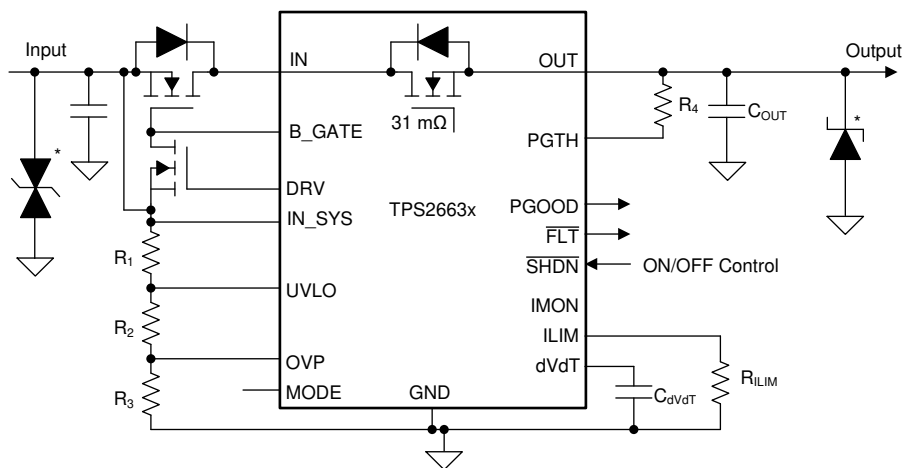 Input
IN
OUT
Output
31 mΩ
R4
COUT
*
*
B_GATE
PGTH
DRV
TPS2663x
PGOOD
IN_SYS
FLT
R1
SHDN
ON/OFF Control
UVLO
IMON
R2
ILIM
OVP
dVdT
RILIM
MODE
GND
CdVdT
R3